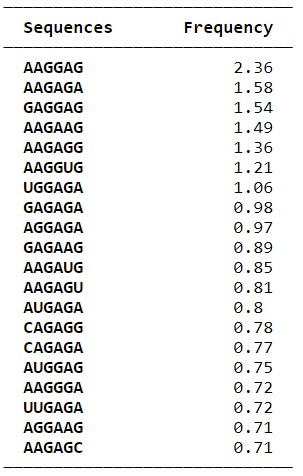 Sequences Frequency
AAGGAG 2.36
AAGAGA 1.58
GAGGAG 1.54
AAGAAG 1.49
AAGAGG 1.36
AAGGUG 1.21
UGGAGA 1.06
GAGAGA 0.98
AGGAGA 0.97
GAGAAG 0.89
AAGAUG 0.85
AAGAGU 0.81
AUGAGA 0.8
CAGAGG 0.78
CAGAGA 0.77
AUGGAG 0.75
AAGGGA 0.72
UUGAGA 0.72
AGGAAG 0.71
AAGAGC 0.71